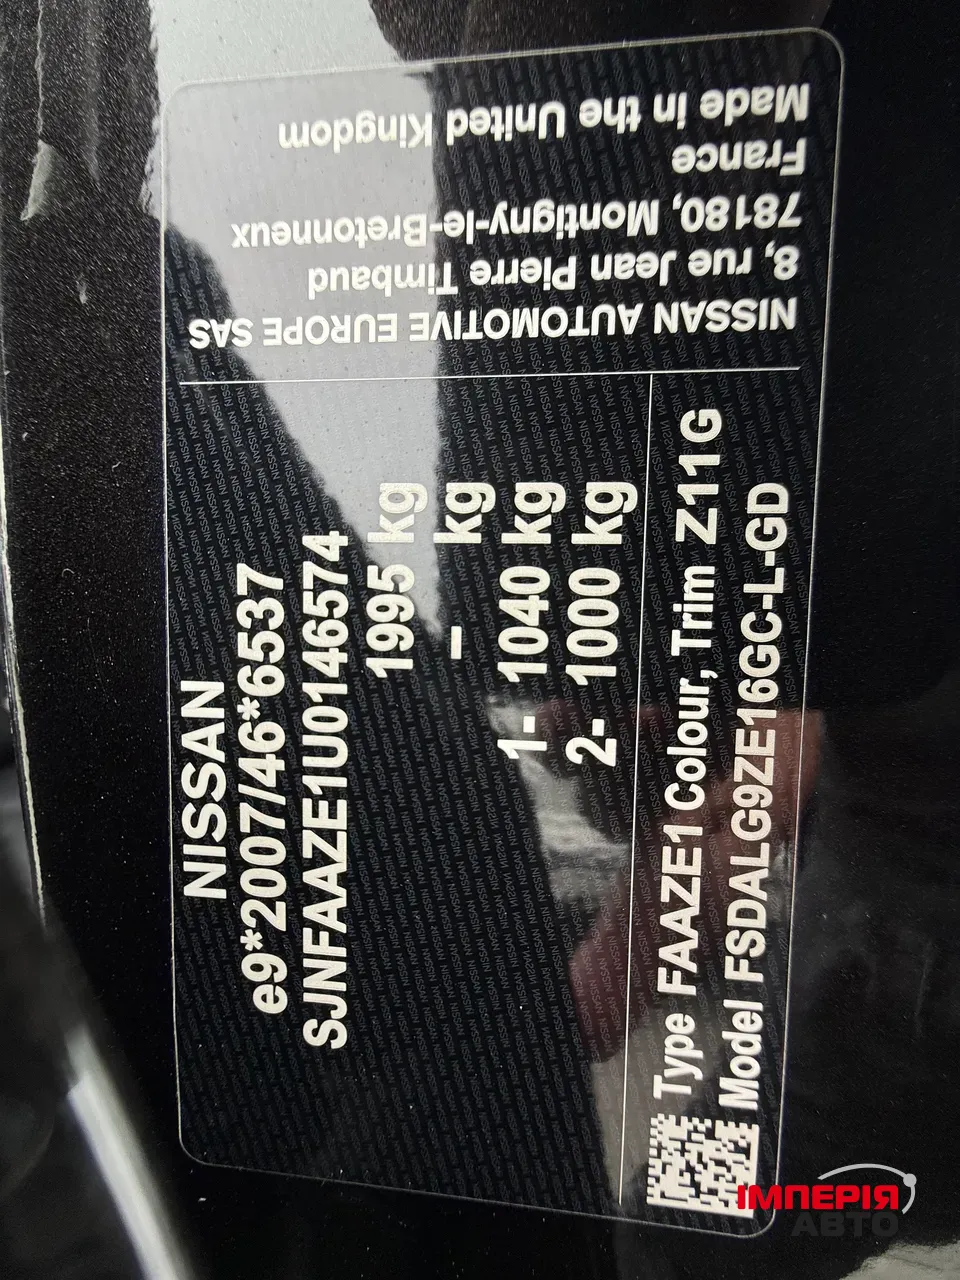 NISSAN
e9*2007/46*6537
SJNFAAZE1U014574
1995 kg
– kg
1- 1040 kg
2- 1000 kg
Type FAAZE1 Colour,Trim Z11G
Model FSDALG9ZE16GC-L-GD
NISSAN AUTOMOTIVE EUROPE SAS
8, rue Jean Pierre Timbaud
78180, Montigny-le-Bretonneux
France
Made in the United Kingdom
ІМПЕРІЯ
АВТО